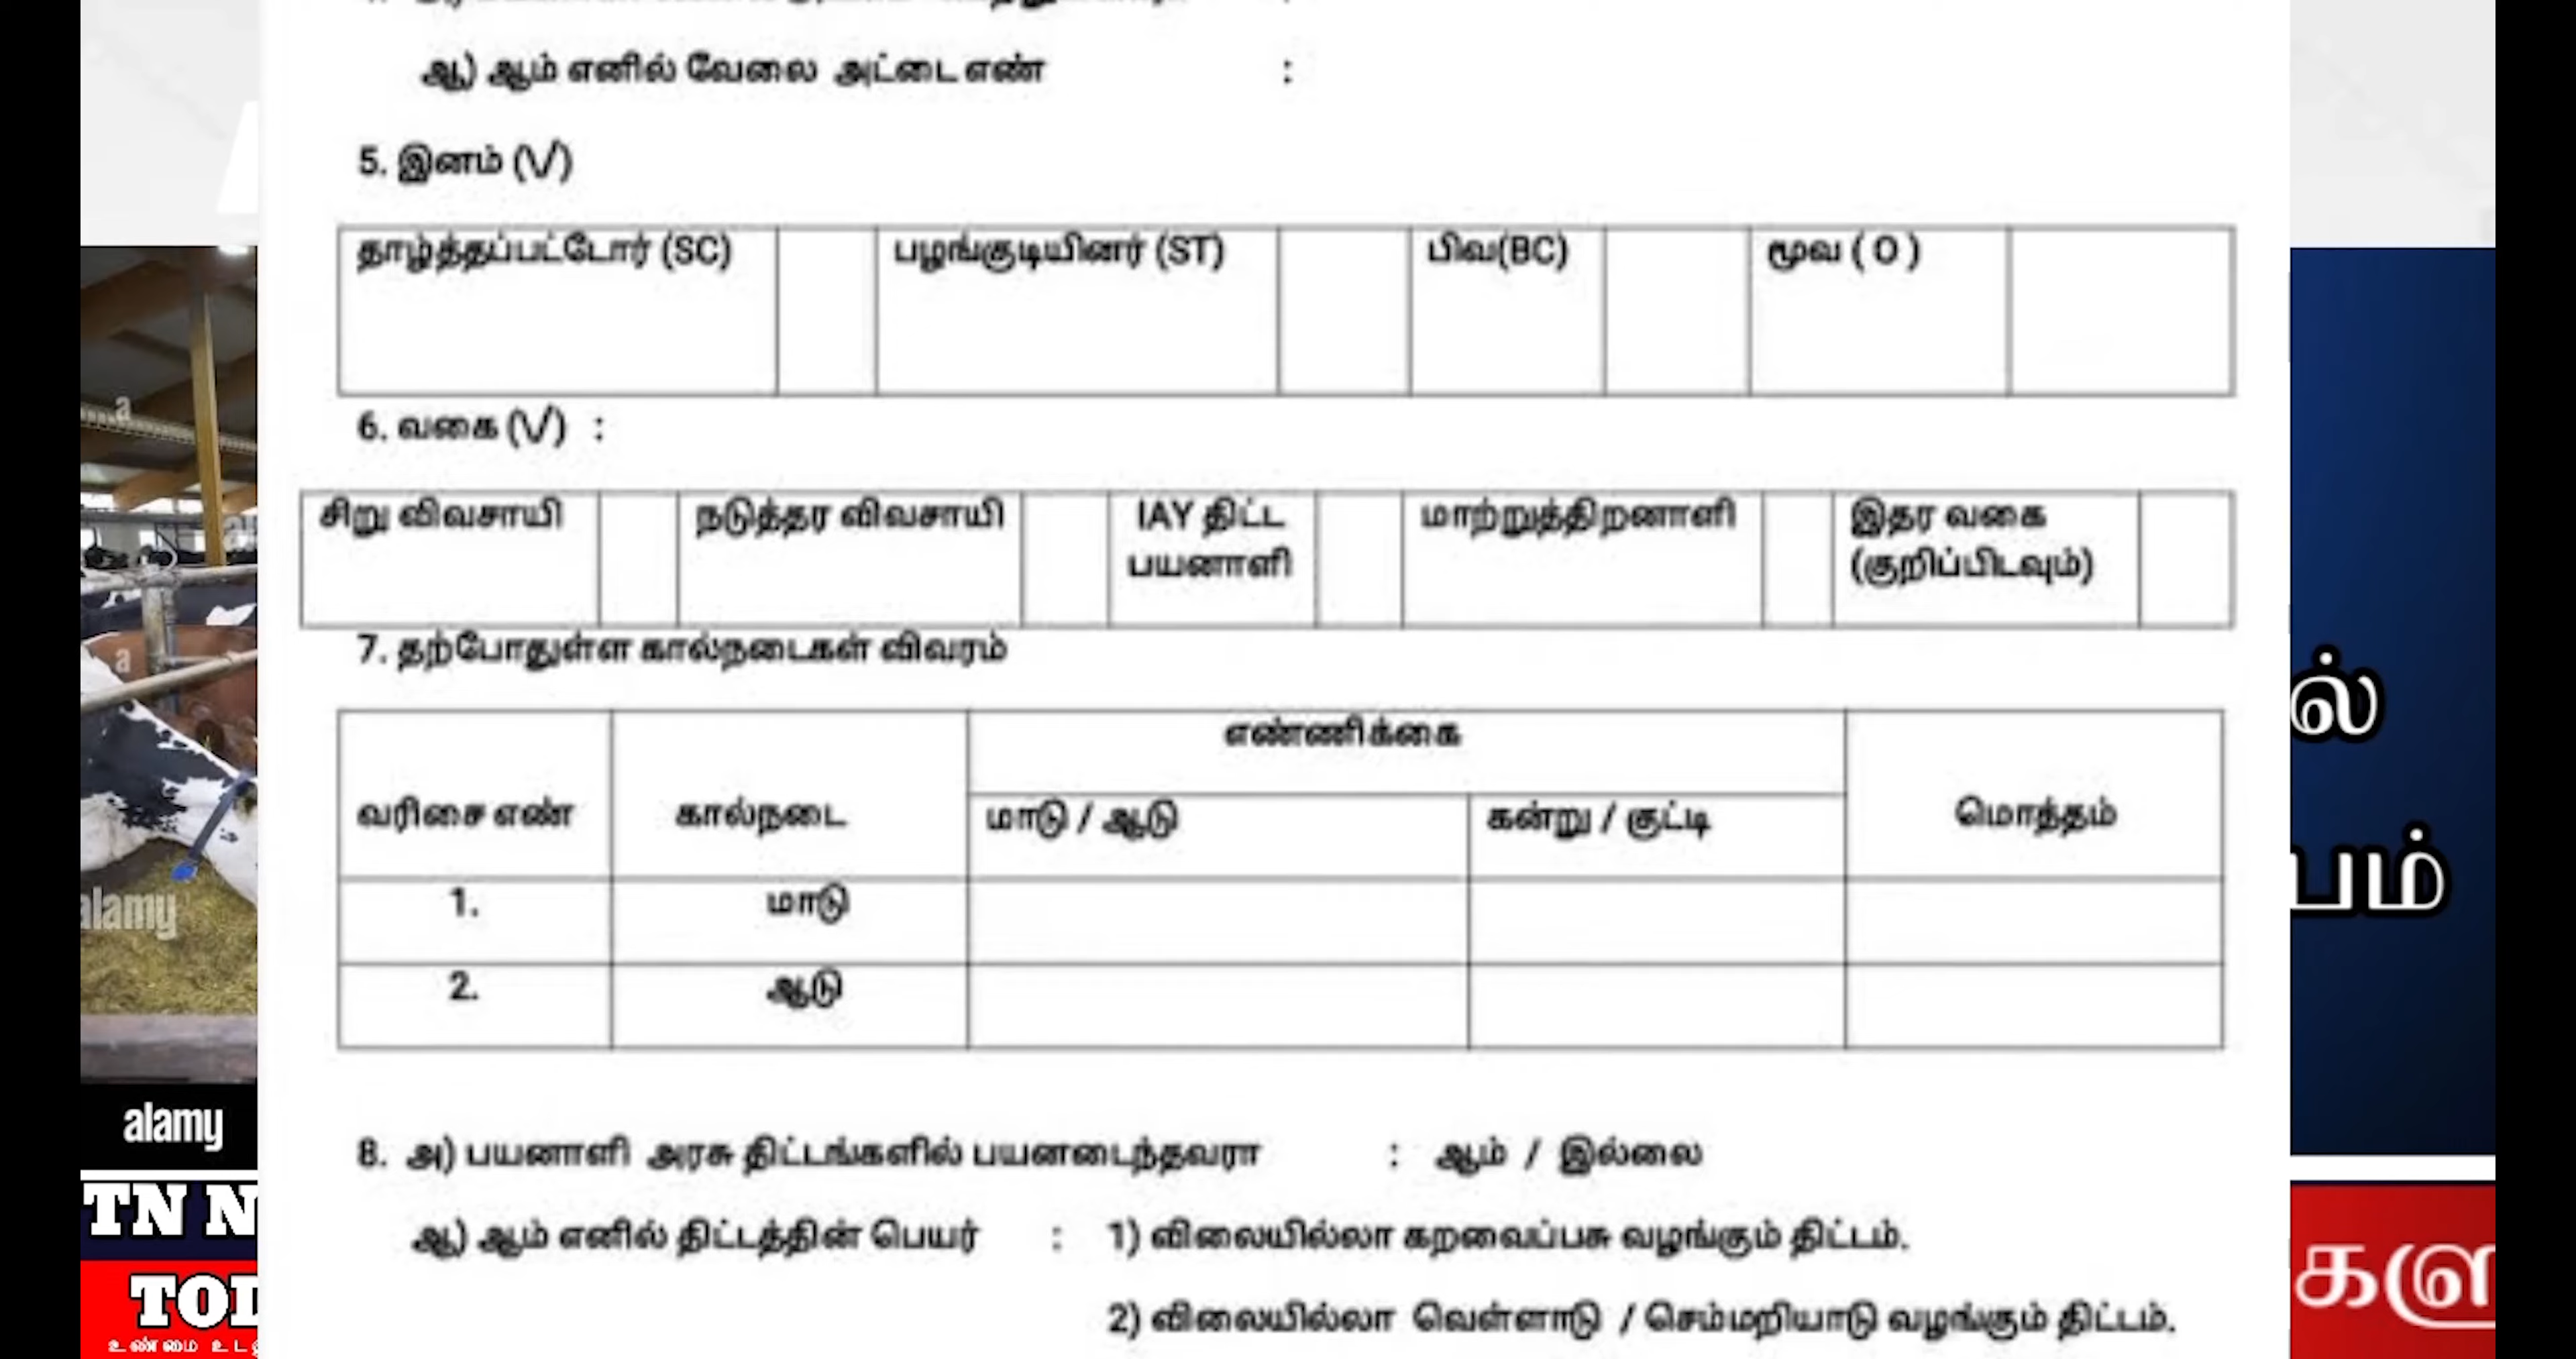 ஆ) ஆம் எனில் வேலை அட்டை எண் :
5. இனம் (\/)
தாழ்த்தப்பட்டோர் (SC) பழங்குடியினர் (ST) பிவ(BC) மூவ ( O )
6. வகை (\/) :
சிறு விவசாயி நடுத்தர விவசாயி IAY திட்ட பயனாளி மாற்றுத்திறனாளி இதர வகை (குறிப்பிடவும்)
7. தற்போதுள்ள கால்நடைகள் விவரம்
எண்ணிக்கை
வரிசை எண் கால்நடை மாடு / ஆடு கன்று / குட்டி மொத்தம்
1. மாடு
2. ஆடு
8. அ) பயனாளி அரசு திட்டங்களில் பயனடைந்தவரா : ஆம் / இல்லை
ஆ) ஆம் எனில் திட்டத்தின் பெயர் : 1) விலையில்லா கறவைப்பசு வழங்கும் திட்டம்.
2) விலையில்லா வெள்ளாடு / செம்மறியாடு வழங்கும் திட்டம்.
ல்
பம்
களு
a
a
alamy
alamy
TN N
TOD
உண்மை உட